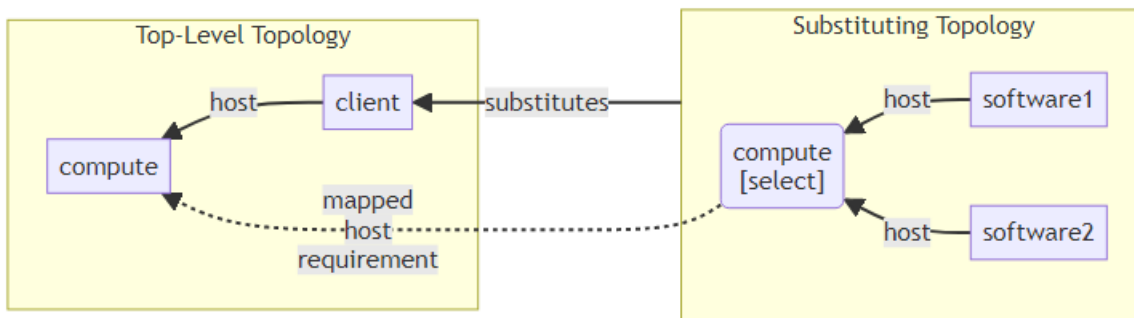 Top-Level Topology
host
client
compute
mapped
host
requirement
substitutes
Substituting Topology
host
software1
compute
[select]
host
software2